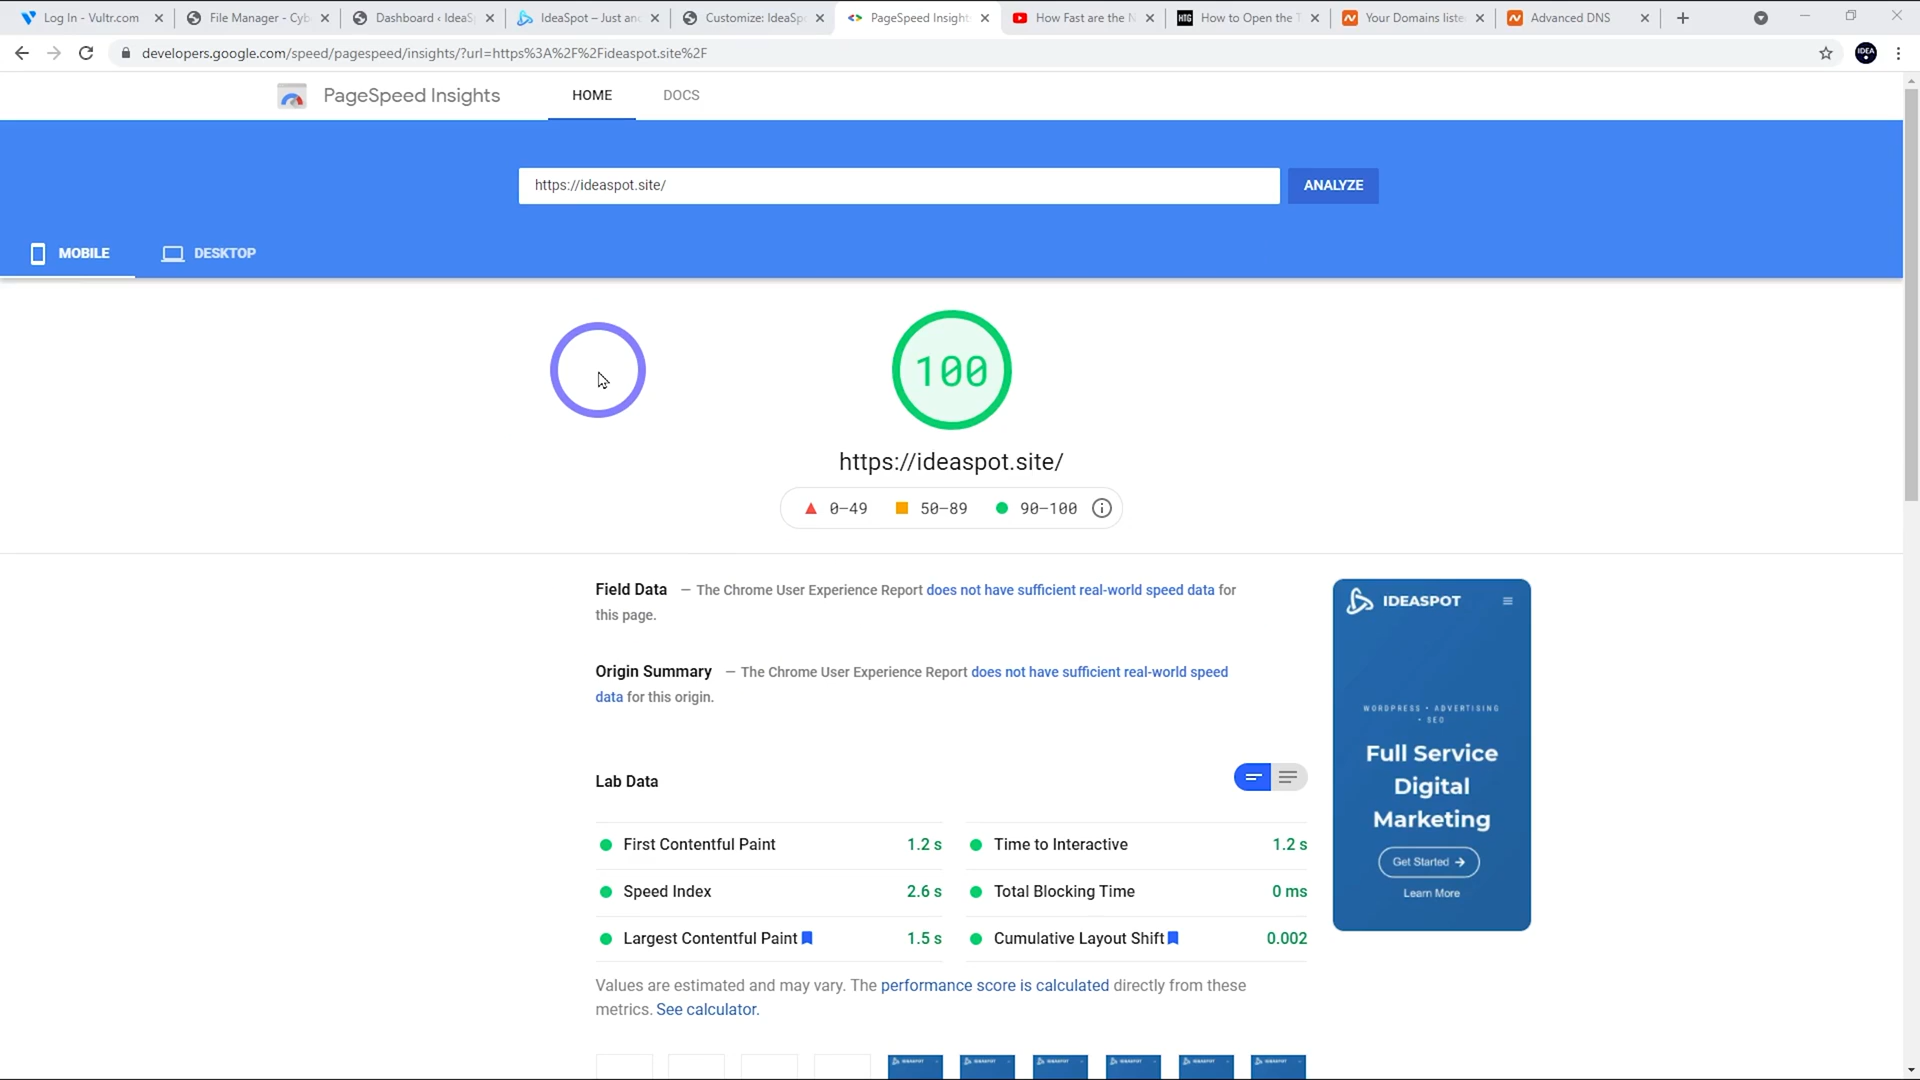 Log In - Vultr.com
File Manager - Cyb
Dashboard ‹ IdeaS
IdeaSpot – Just an
Customize: IdeaSp
PageSpeed Insight
How Fast are the N
HTG
How to Open the T
Your Domains liste
Advanced DNS
developers.google.com/speed/pagespeed/insights/?url=https%3A%2F%2Fideaspot.site%2F
IDEA
PageSpeed Insights
HOME
DOCS
https://ideaspot.site/
ANALYZE
MOBILE
DESKTOP
100
https://ideaspot.site/
0–49 50–89 90–100
Field Data — The Chrome User Experience Report does not have sufficient real-world speed data for
this page.
Origin Summary — The Chrome User Experience Report does not have sufficient real-world speed
data for this origin.
IDEASPOT
WORDPRESS • ADVERTISING
• SEO
Full Service
Digital
Marketing
Get Started →
Learn More
Lab Data
First Contentful Paint 1.2 s
Time to Interactive 1.2 s
Speed Index 2.6 s
Total Blocking Time 0 ms
Largest Contentful Paint 1.5 s
Cumulative Layout Shift 0.002
Values are estimated and may vary. The performance score is calculated directly from these
metrics. See calculator.
IDEASPOT
IDEASPOT
IDEASPOT
IDEASPOT
IDEASPOT
IDEASPOT